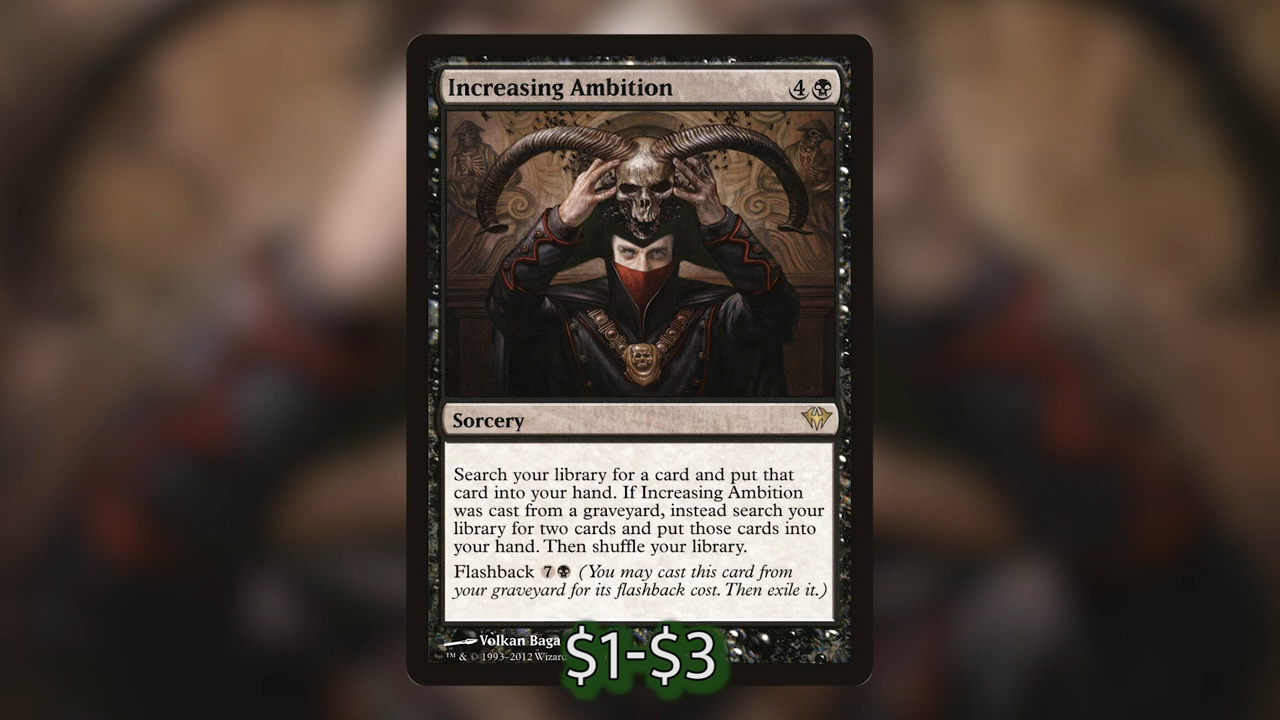 Increasing Ambition 4
Sorcery
Search your library for a card and put that
card into your hand. If Increasing Ambition
was cast from a graveyard, instead search your
library for two cards and put those cards into
your hand. Then shuffle your library.
Flashback 7 (You may cast this card from
your graveyard for its flashback cost. Then exile it.)
Volkan Baga
™ & © 1993–2012 Wizar
$1-$3